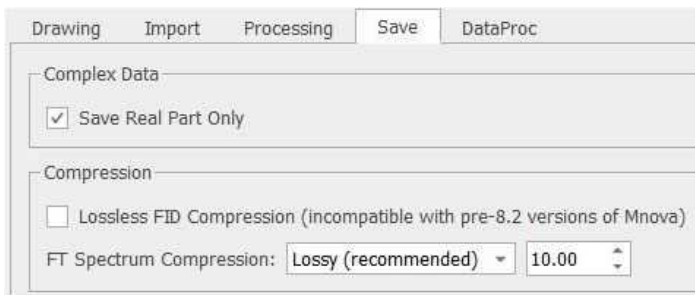 Drawing Import Processing Save DataProc
Complex Data
Save Real Part Only
Compression
Lossless FID Compression (incompatible with pre-8.2 versions of Mnova)
FT Spectrum Compression: Lossy (recommended) 10.00